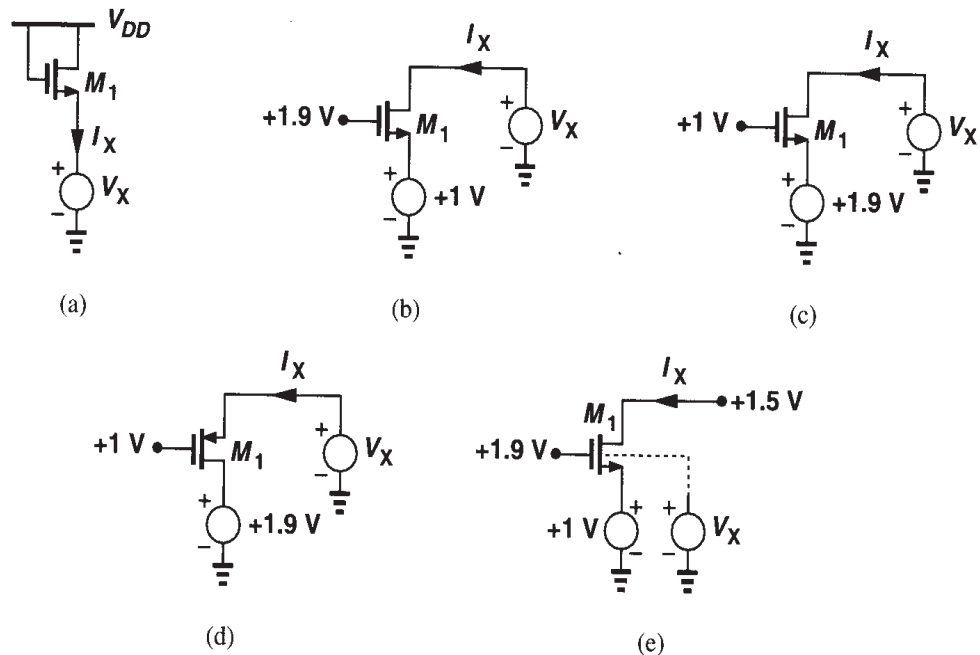 V_DD
M_1
I_X
+
V_X
−
(a)
I_X
+1.9 V
M_1
+
V_X
−
+
+1 V
−
(b)
I_X
+1 V
M_1
+
V_X
−
+
+1.9 V
−
(c)
I_X
+1 V
M_1
+
V_X
−
+
+1.9 V
−
(d)
I_X
M_1
+1.5 V
+1.9 V
+
+1 V
−
+
V_X
−
(e)